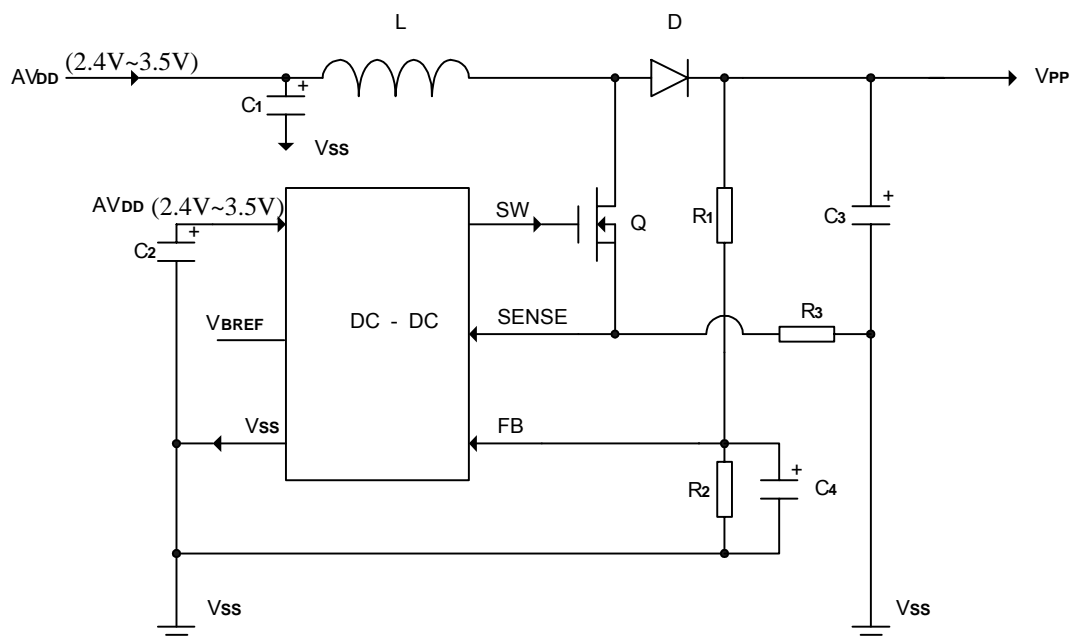 L
D
AVDD (2.4V~3.5V)
VPP
C1
+
VSS
AVDD (2.4V~3.5V)
SW
+
C2
Q
R1
C3
+
VBREF
DC - DC
SENSE
R3
VSS
FB
R2
+
C4
VSS
VSS